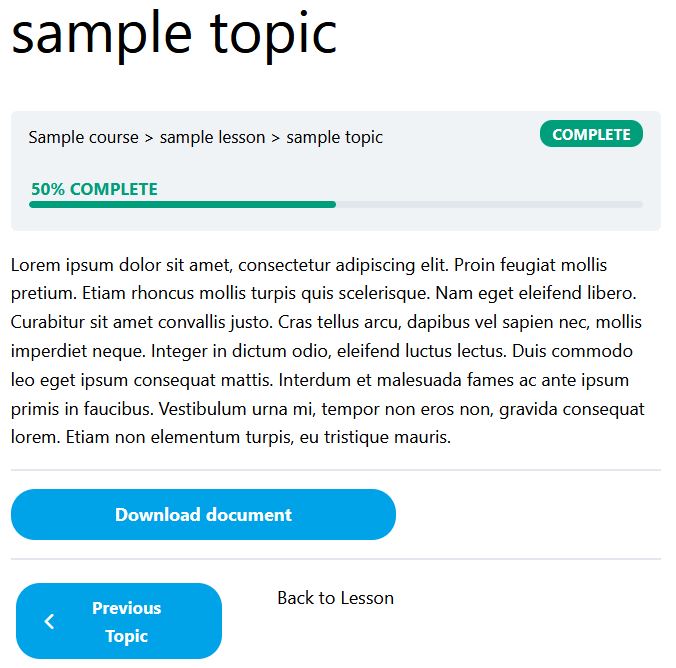 sample topic
Sample course > sample lesson > sample topic
COMPLETE
50% COMPLETE
Lorem ipsum dolor sit amet, consectetur adipiscing elit. Proin feugiat mollis
pretium. Etiam rhoncus mollis turpis quis scelerisque. Nam eget eleifend libero.
Curabitur sit amet convallis justo. Cras tellus arcu, dapibus vel sapien nec, mollis
imperdiet neque. Integer in dictum odio, eleifend luctus lectus. Duis commodo
leo eget ipsum consequat mattis. Interdum et malesuada fames ac ante ipsum
primis in faucibus. Vestibulum urna mi, tempor non eros non, gravida consequat
lorem. Etiam non elementum turpis, eu tristique mauris.
Download document
Previous
Topic
Back to Lesson